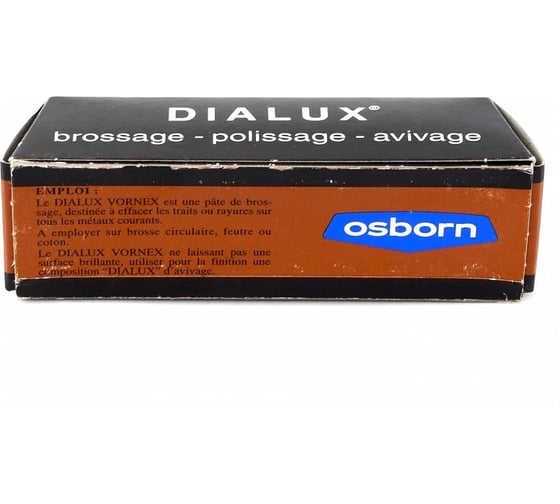 DIALUX®
brossage - polissage - avivage
EMPLOI :
Le DIALUX VORNEX est une pâte de bros-
sage, destinée à effacer les traits ou rayures sur
tous les métaux courants.
A employer sur brosse circulaire, feutre ou
coton.
Le DIALUX VORNEX ne laissant pas une
surface brillante, utiliser pour la finition une
composition "DIALUX" d'avivage.
osborn